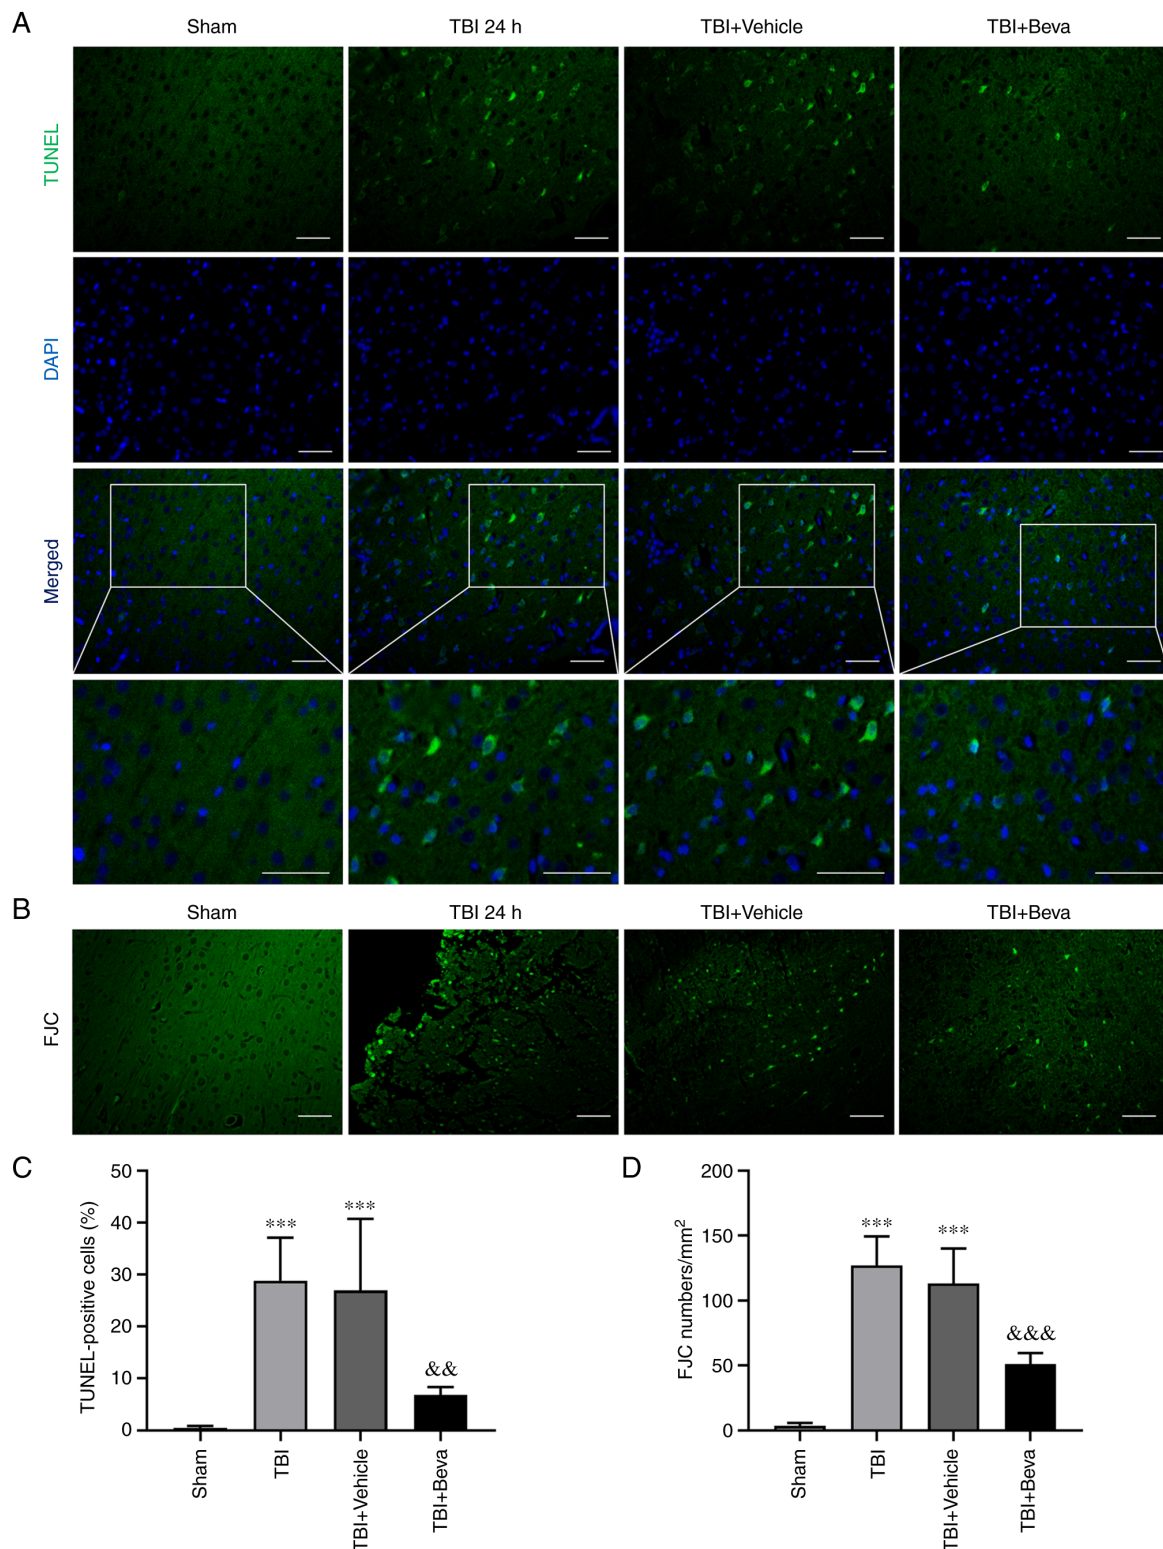 A
Sham TBI 24 h TBI+Vehicle TBI+Beva
TUNEL
DAPI
Merged
B
Sham TBI 24 h TBI+Vehicle TBI+Beva
FJC
C
TUNEL-positive cells (%)
50
40
30
20
10
0
***
***
&&
Sham
TBI
TBI+Vehicle
TBI+Beva
D
FJC numbers/mm²
200
150
100
50
0
***
***
&&&
Sham
TBI
TBI+Vehicle
TBI+Beva